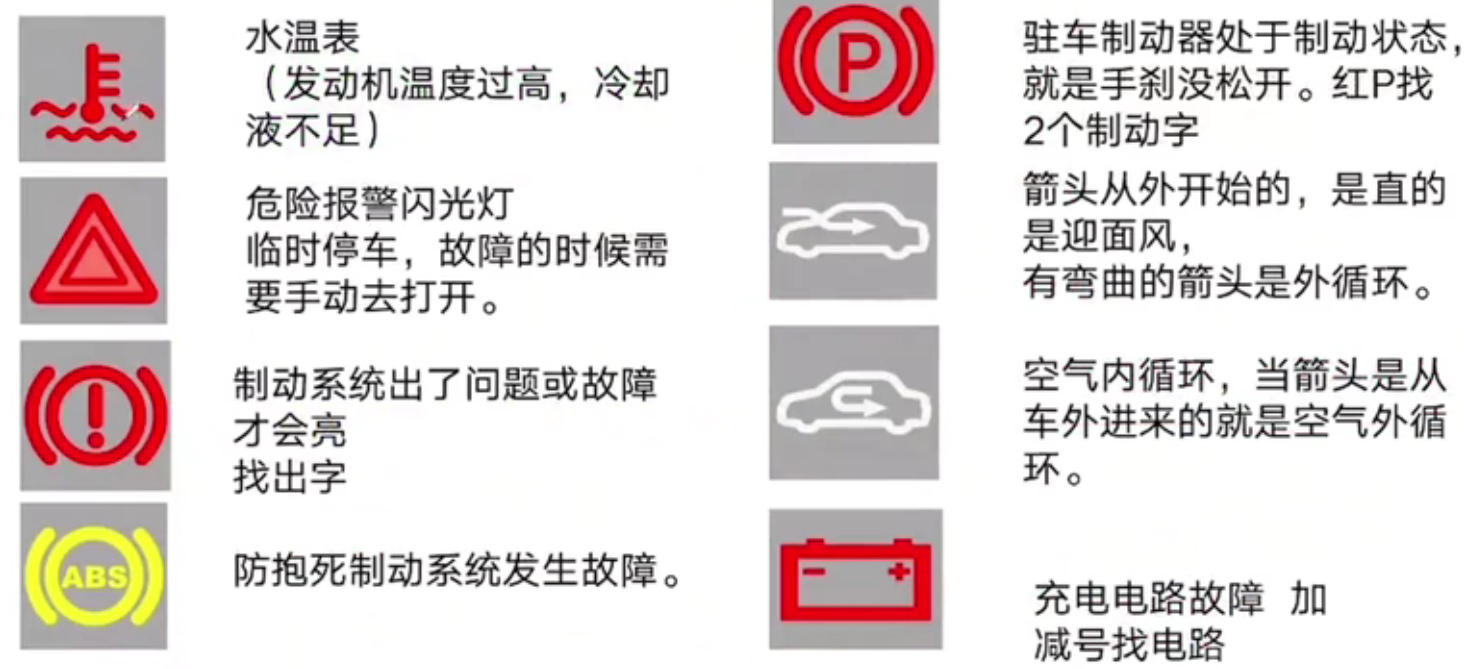 水温表
（发动机温度过高，冷却
液不足）
危险报警闪光灯
临时停车，故障的时候需
要手动去打开。
制动系统出了问题或故障
才会亮
找出字
ABS
防抱死制动系统发生故障。
P
驻车制动器处于制动状态，
就是手刹没松开。红P找
2个制动字
箭头从外开始的，是直的
是迎面风，
有弯曲的箭头是外循环。
空气内循环，当箭头是从
车外进来的就是空气外循
环。
- +
充电电路故障 加
减号找电路